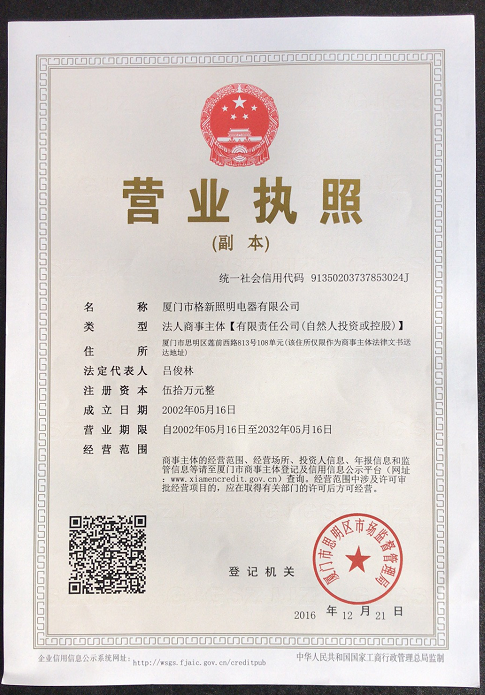 营业执照
(副 本)
统一社会信用代码 91350203737853024J
名 称 厦门市格新照明电器有限公司
类 型 法人商事主体【有限责任公司(自然人投资或控股)】
住 所 厦门市思明区莲前西路813号108单元(该住所仅限作为商事主体法律文书送
达地址)
法定代表人 吕俊林
注册资本 伍拾万元整
成立日期 2002年05月16日
营业期限 自2002年05月16日至2032年05月16日
经营范围
商事主体的经营范围、经营场所、投资人信息、年报信息和监
管信息等请至厦门市商事主体登记及信用信息公示平台（网址
：www.xiamencredit.gov.cn）查询。经营范围中涉及许可审
批经营项目的，应在取得有关部门的许可后方可经营。
厦门市思明区市场监督管理局
登记机关
2016 年 12 月 21 日
企业信用信息公示系统网址: http://wsgs.fjaic.gov.cn/creditpub
中华人民共和国国家工商行政管理总局监制